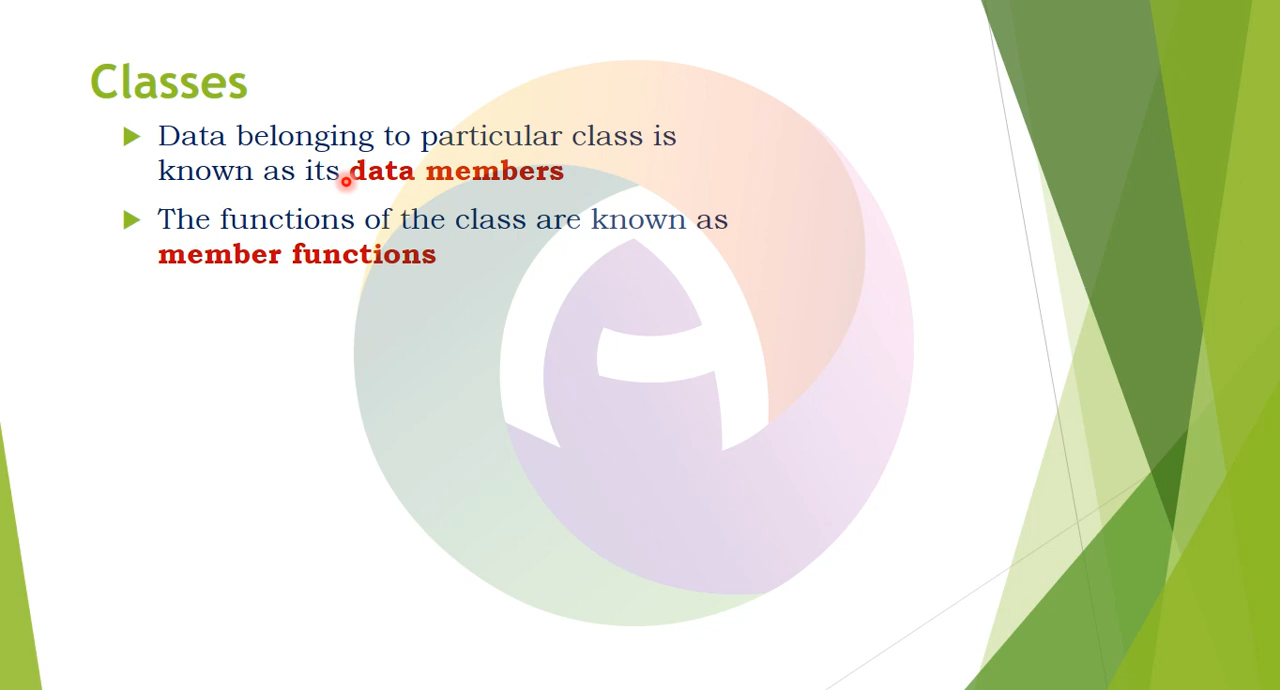 Classes
Data belonging to particular class is
known as its data members
The functions of the class are known as
member functions